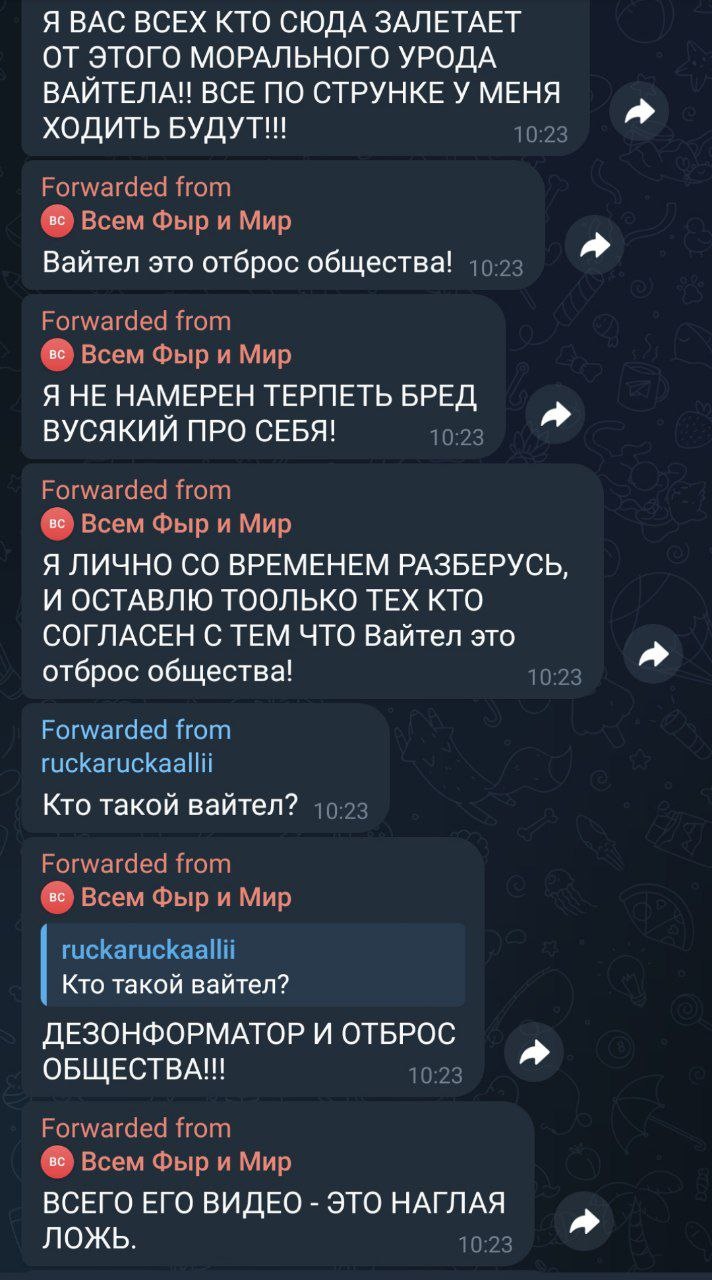 Я ВАС ВСЕХ КТО СЮДА ЗАЛЕТАЕТ
ОТ ЭТОГО МОРАЛЬНОГО УРОДА
ВАЙТЕЛА!! ВСЕ ПО СТРУНКЕ У МЕНЯ
ХОДИТЬ БУДУТ!!!
10:23
Forwarded from
ВС Всем Фыр и Мир
Вайтел это отброс общества! 10:23
Forwarded from
ВС Всем Фыр и Мир
Я НЕ НАМЕРЕН ТЕРПЕТЬ БРЕД
ВУСЯКИЙ ПРО СЕБЯ!
10:23
Forwarded from
ВС Всем Фыр и Мир
Я ЛИЧНО СО ВРЕМЕНЕМ РАЗБЕРУСЬ,
И ОСТАВЛЮ ТООЛЬКО ТЕХ КТО
СОГЛАСЕН С ТЕМ ЧТО Вайтел это
отброс общества!
10:23
Forwarded from
ruckaruckaallii
Кто такой вайтел? 10:23
Forwarded from
ВС Всем Фыр и Мир
ruckaruckaallii
Кто такой вайтел?
ДЕЗОНФОРМАТОР И ОТБРОС
ОБЩЕСТВА!!!
10:23
Forwarded from
ВС Всем Фыр и Мир
ВСЕГО ЕГО ВИДЕО - ЭТО НАГЛАЯ
ЛОЖЬ.
10:23